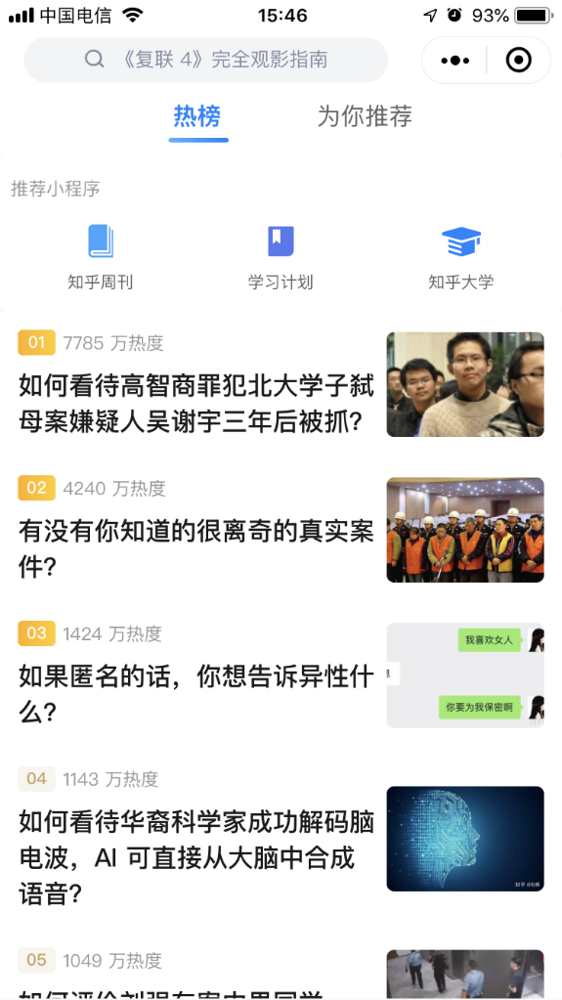 中国电信
15:46
93%
《复联 4》完全观影指南
热榜
为你推荐
推荐小程序
知乎周刊
学习计划
知乎大学
01 7785 万热度
如何看待高智商罪犯北大学子弑
母案嫌疑人吴谢宇三年后被抓?
02 4240 万热度
有没有你知道的很离奇的真实案
件?
03 1424 万热度
如果匿名的话，你想告诉异性什
么?
我喜欢女人
你要为我保密啊
04 1143 万热度
如何看待华裔科学家成功解码脑
电波，AI 可直接从大脑中合成
语音?
05 1049 万热度